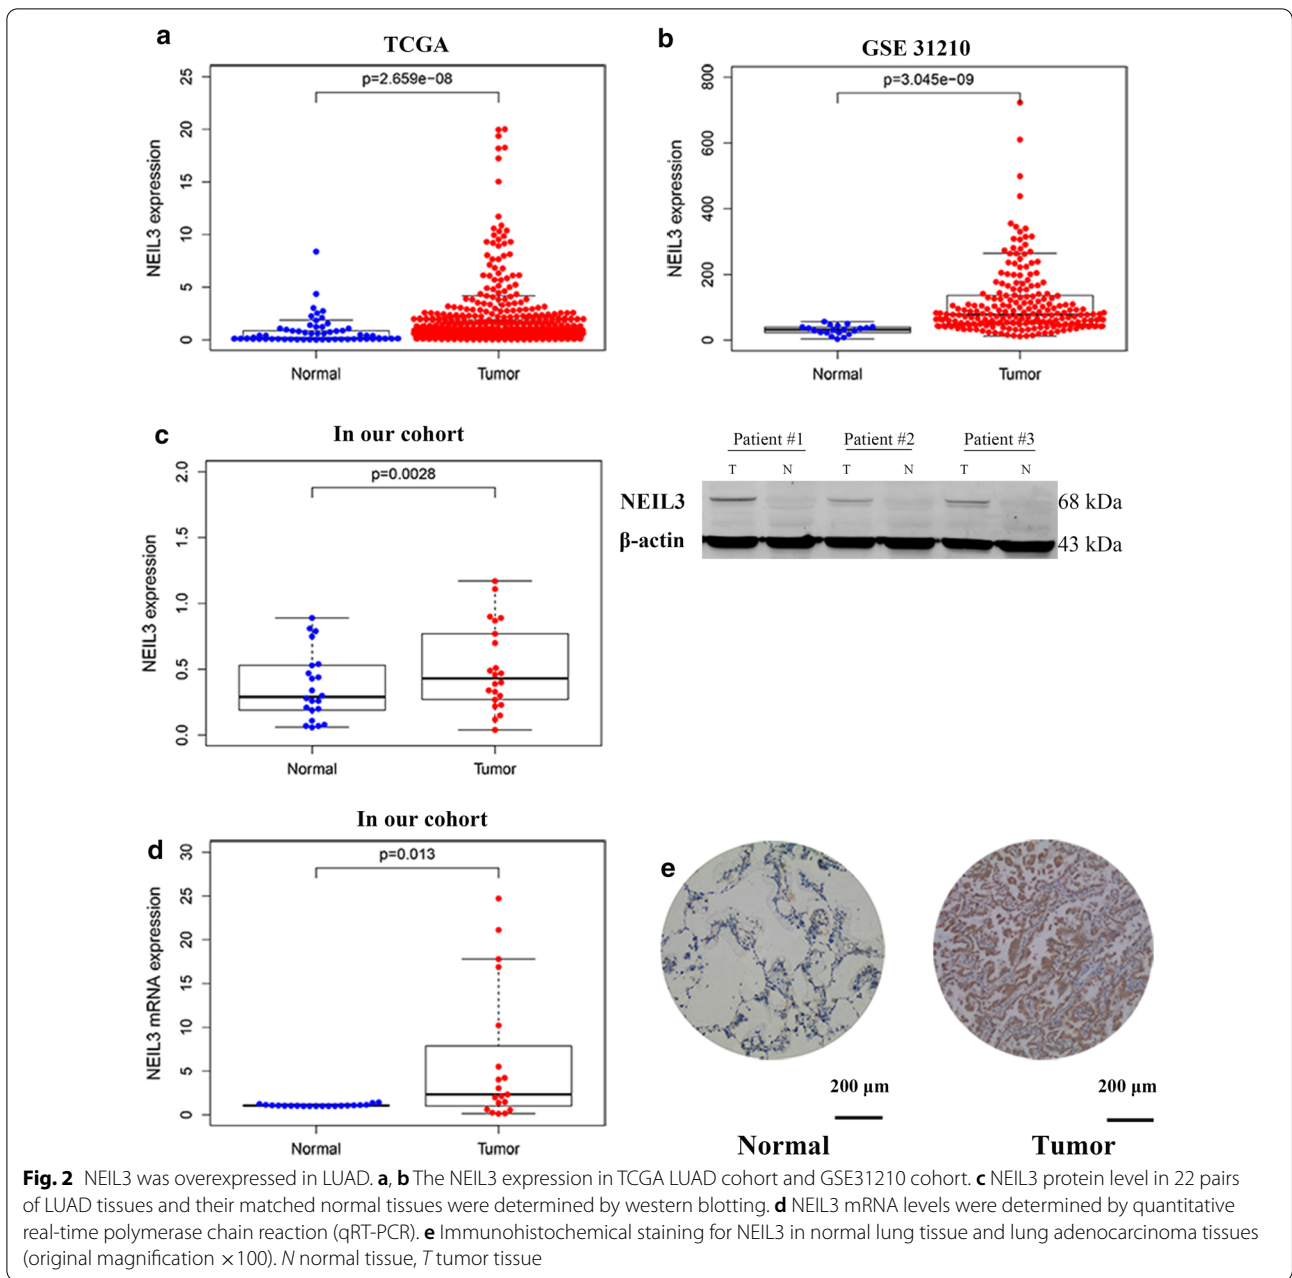 a
TCGA
p=2.659e−08
NEIL3 expression
25
20
15
10
5
0
Normal
Tumor
b
GSE 31210
p=3.045e−09
NEIL3 expression
800
600
400
200
0
Normal
Tumor
c
In our cohort
p=0.0028
NEIL3 expression
2.0
1.5
1.0
0.5
0.0
Normal
Tumor
Patient #1 Patient #2 Patient #3
T N T N T N
NEIL3 68 kDa
β-actin 43 kDa
d
In our cohort
p=0.013
NEIL3 mRNA expression
30
25
20
15
10
5
0
Normal
Tumor
e
200 µm
200 µm
Normal
Tumor
Fig. 2 NEIL3 was overexpressed in LUAD. a, b The NEIL3 expression in TCGA LUAD cohort and GSE31210 cohort. c NEIL3 protein level in 22 pairs
of LUAD tissues and their matched normal tissues were determined by western blotting. d NEIL3 mRNA levels were determined by quantitative
real-time polymerase chain reaction (qRT-PCR). e Immunohistochemical staining for NEIL3 in normal lung tissue and lung adenocarcinoma tissues
(original magnification ×100). N normal tissue, T tumor tissue